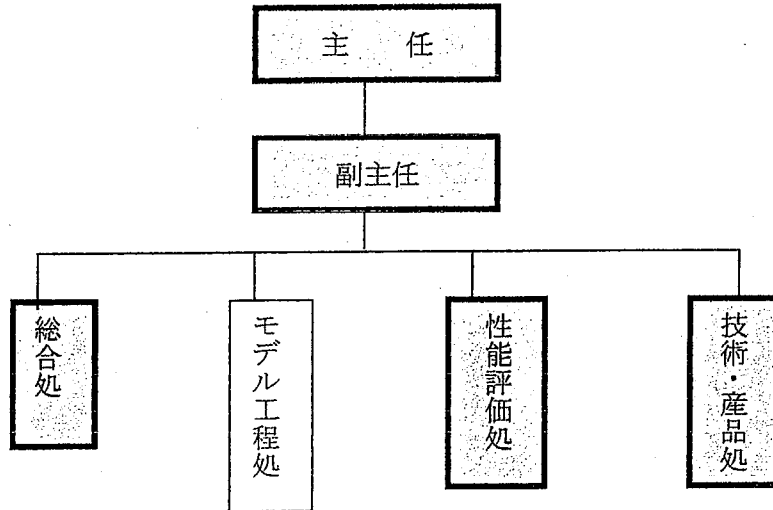 主　任
副主任
総合処
モデル工程処
性能評価処
技術・産品処